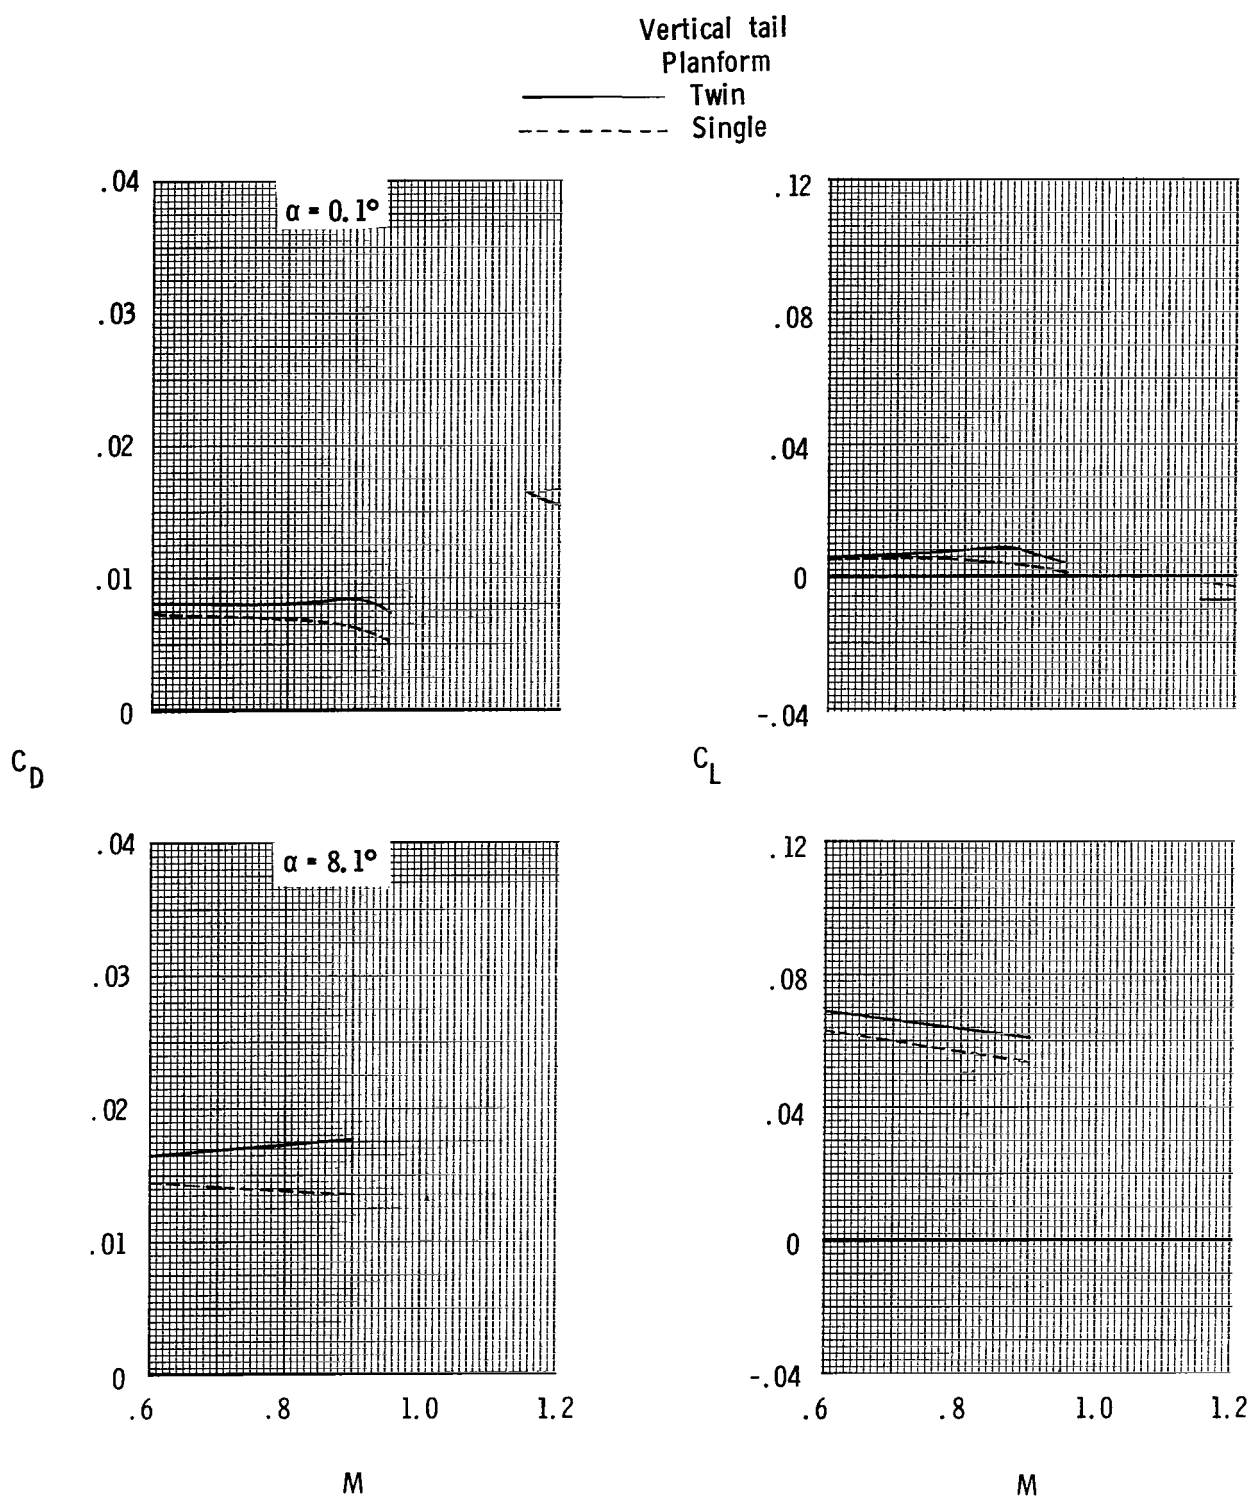 Vertical tail
Planform
Twin
Single
.04
α = 0.1°
.03
.02
.01
0
C_D
.12
.08
.04
0
-.04
C_L
.04
α = 8.1°
.03
.02
.01
0
.6 .8 1.0 1.2
M
.12
.08
.04
0
-.04
.6 .8 1.0 1.2
M